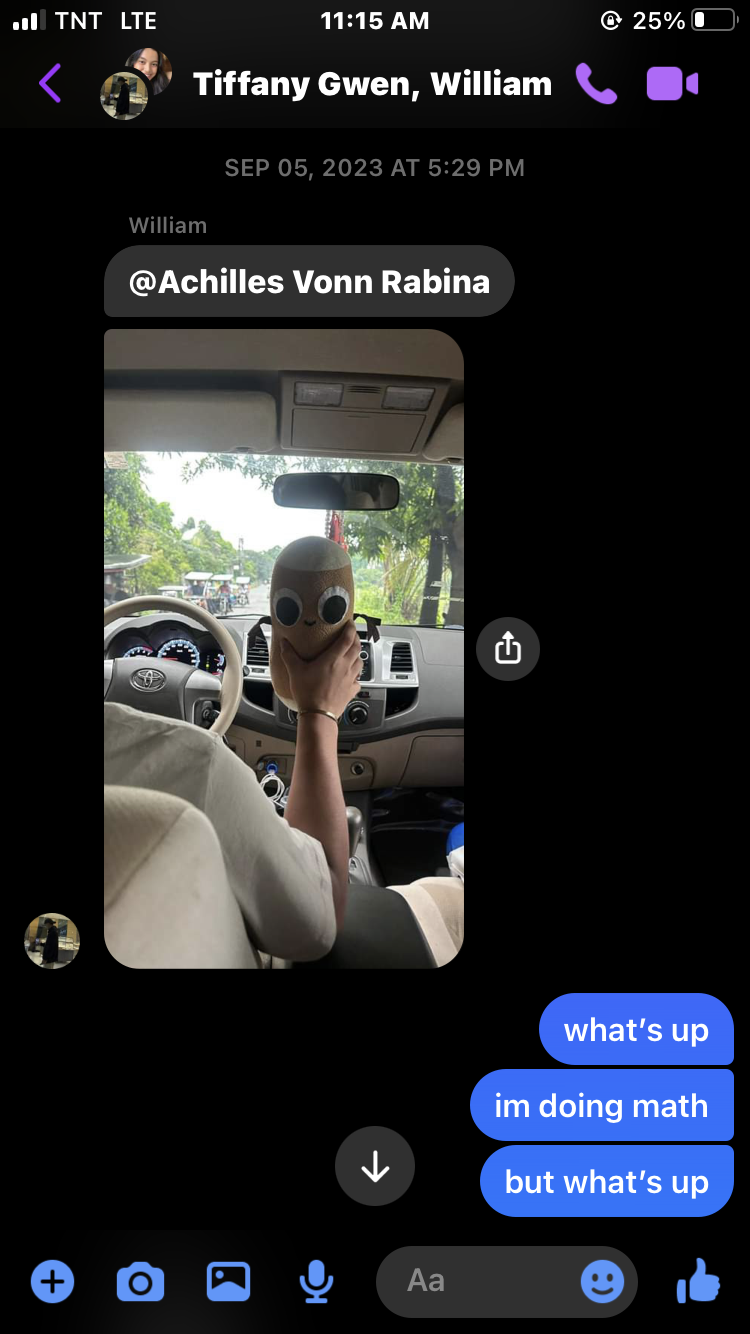 TNT LTE 11:15 AM 25%
Tiffany Gwen, William
SEP 05, 2023 AT 5:29 PM
William
@Achilles Vonn Rabina
what's up
im doing math
but what's up
Aa